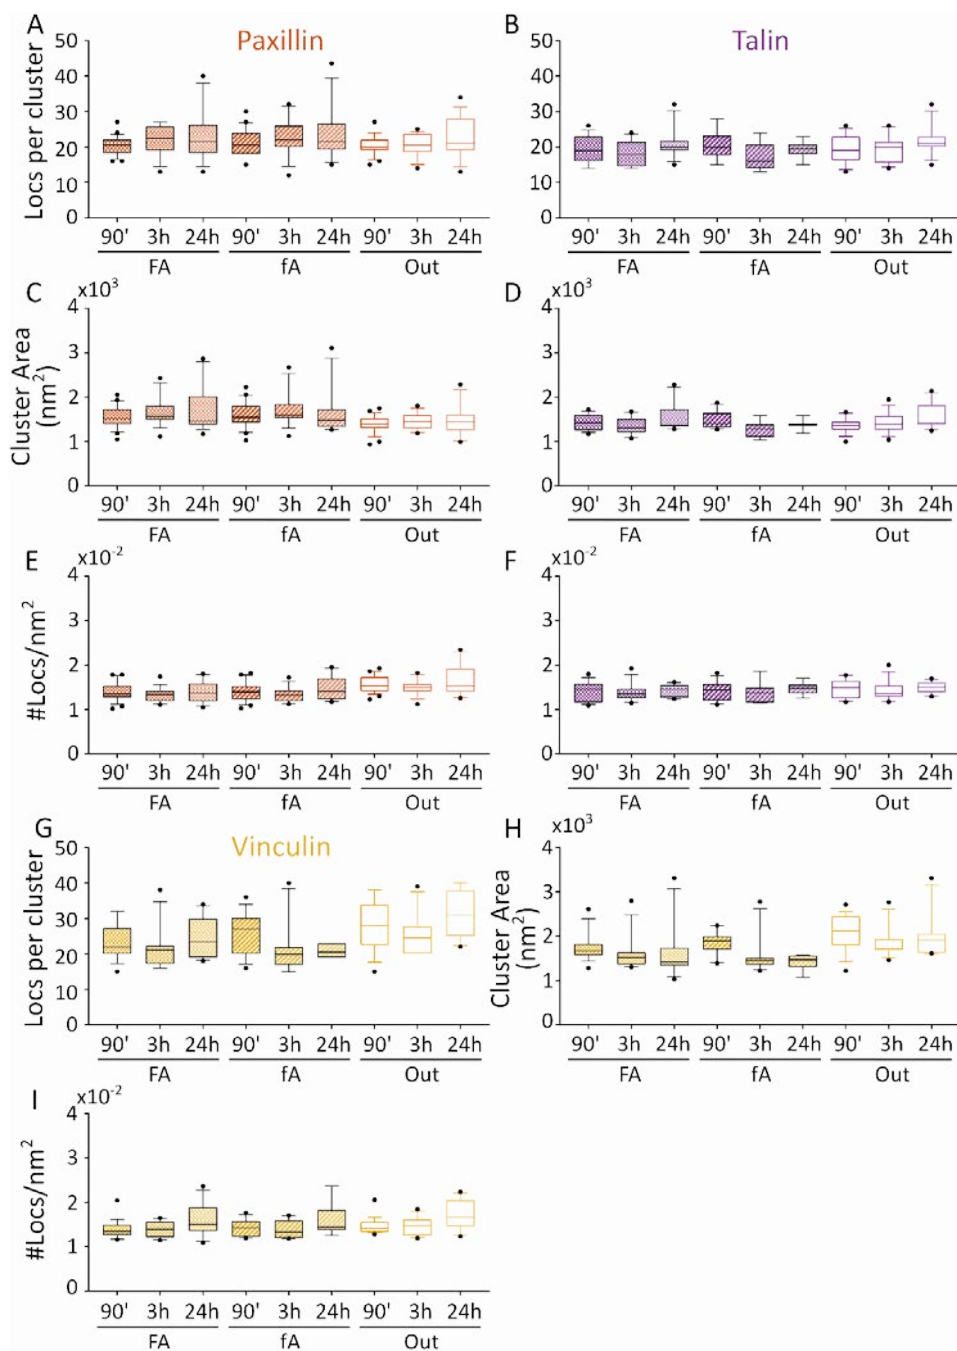 A
Paxillin
Locs per cluster
50
40
30
20
10
0
90' 3h 24h 90' 3h 24h 90' 3h 24h
FA fA Out
B
Talin
50
40
30
20
10
0
90' 3h 24h 90' 3h 24h 90' 3h 24h
FA fA Out
C
x10³
Cluster Area
(nm²)
4
3
2
1
0
90' 3h 24h 90' 3h 24h 90' 3h 24h
FA fA Out
D
x10³
4
3
2
1
0
90' 3h 24h 90' 3h 24h 90' 3h 24h
FA fA Out
E
x10⁻²
#Locs/nm²
4
3
2
1
0
90' 3h 24h 90' 3h 24h 90' 3h 24h
FA fA Out
F
x10⁻²
4
3
2
1
0
90' 3h 24h 90' 3h 24h 90' 3h 24h
FA fA Out
G
Vinculin
Locs per cluster
50
40
30
20
10
0
90' 3h 24h 90' 3h 24h 90' 3h 24h
FA fA Out
H
x10³
Cluster Area
(nm²)
4
3
2
1
0
90' 3h 24h 90' 3h 24h 90' 3h 24h
FA fA Out
I
x10⁻²
#Locs/nm²
4
3
2
1
0
90' 3h 24h 90' 3h 24h 90' 3h 24h
FA fA Out